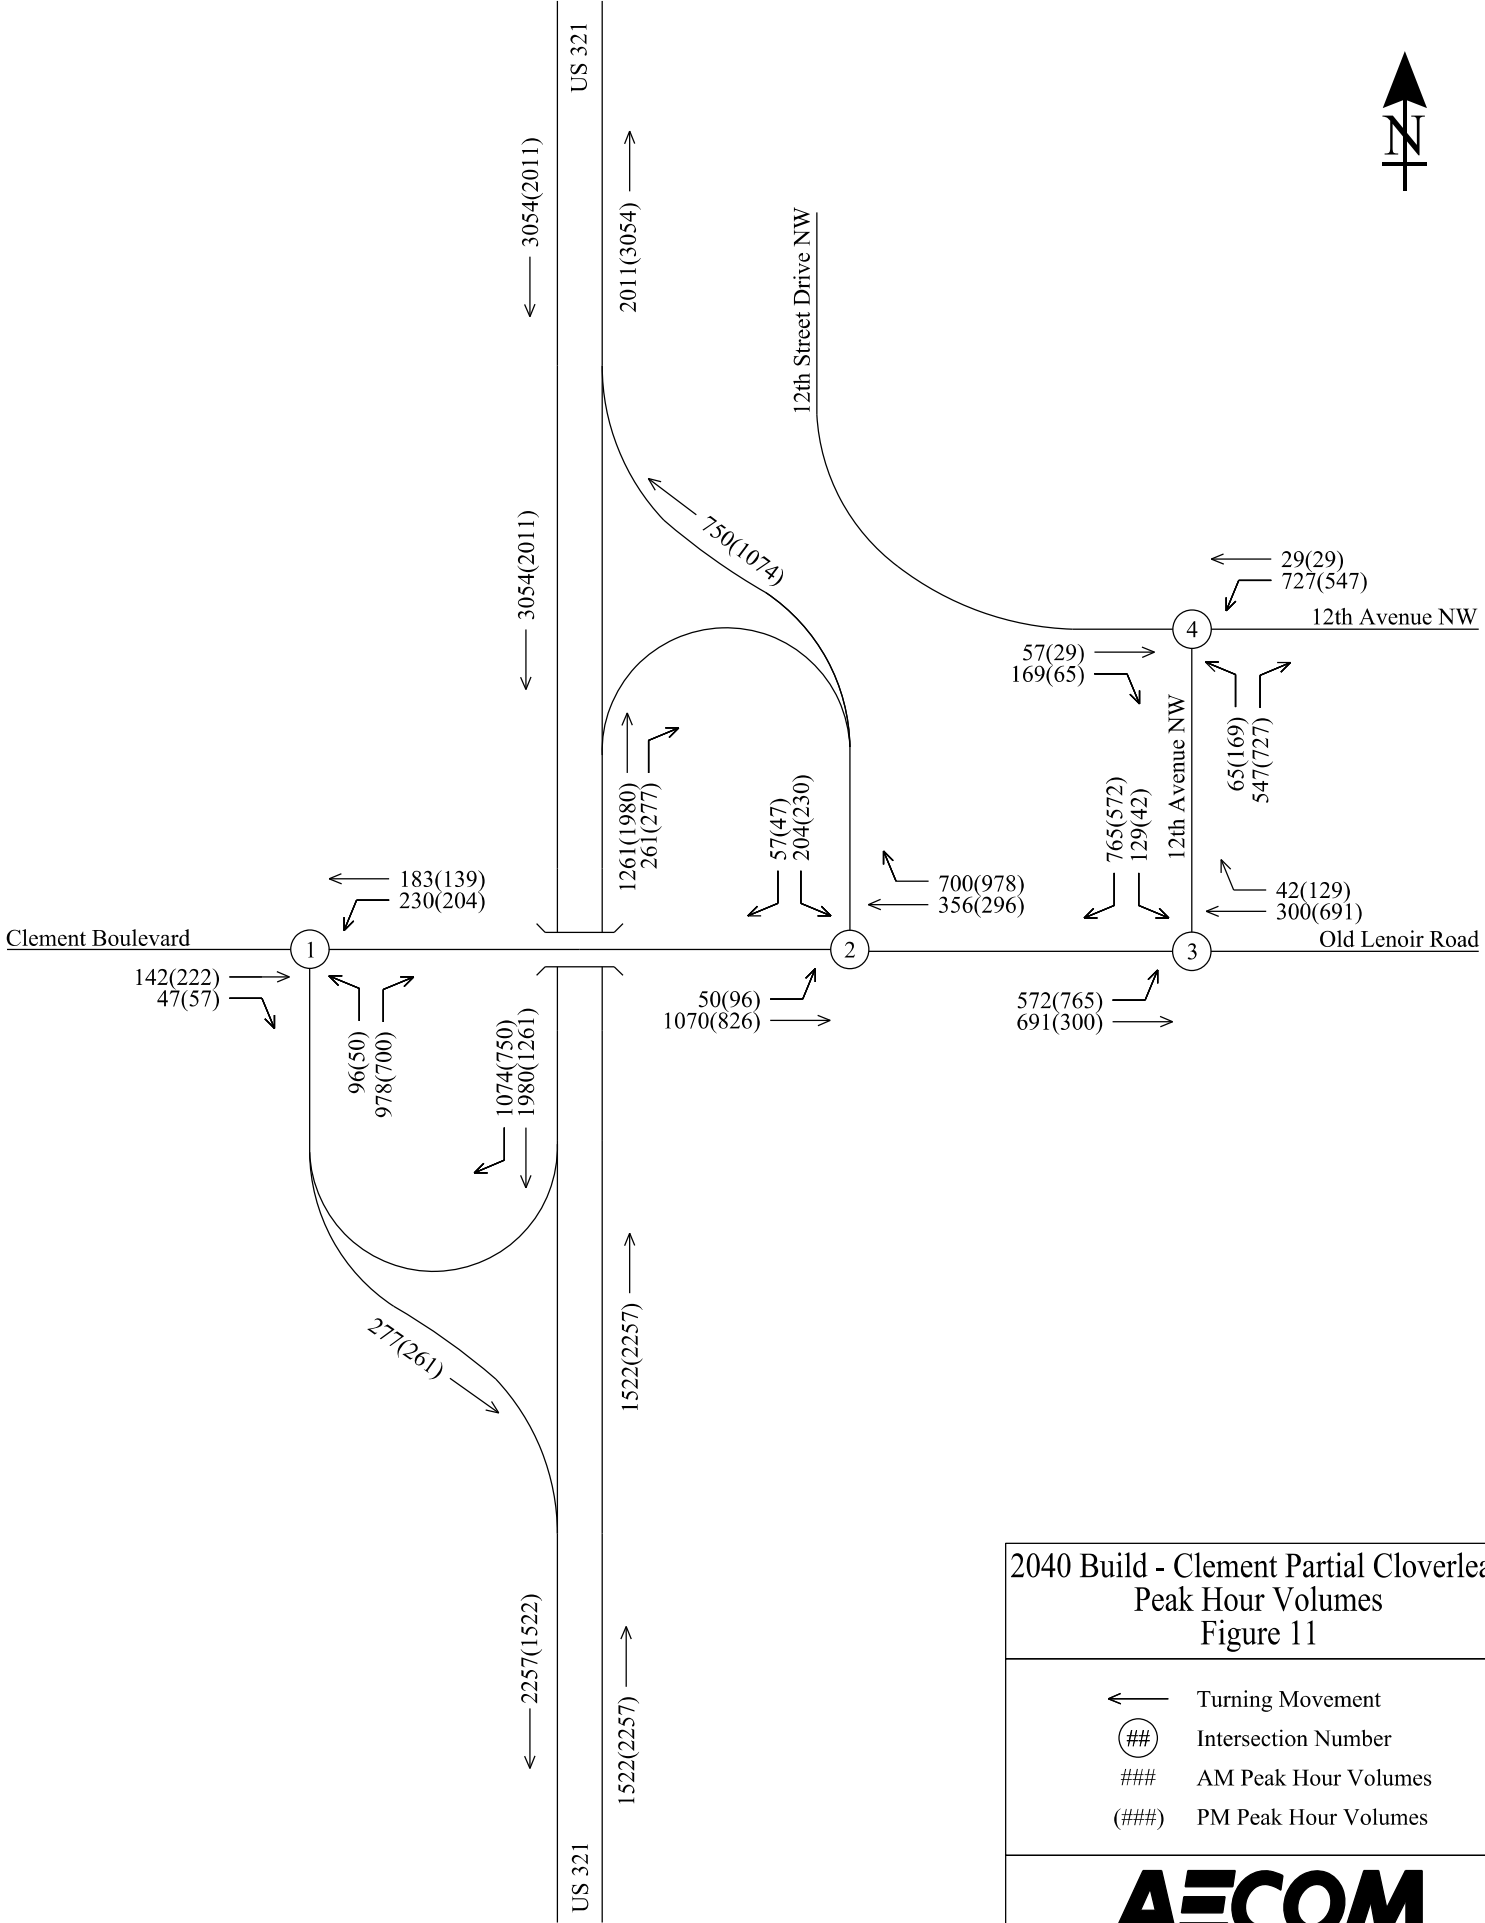 US 321
N
3054(2011)
2011(3054)
12th Street Drive NW
3054(2011)
750(1074)
29(29)
727(547)
12th Avenue NW
4
57(29)
169(65)
65(169)
547(727)
12th Avenue NW
1261(1980)
261(277)
57(47)
204(230)
765(572)
129(42)
183(139)
230(204)
700(978)
356(296)
42(129)
300(691)
Clement Boulevard
1
2
3
Old Lenoir Road
142(222)
47(57)
50(96)
1070(826)
572(765)
691(300)
96(50)
978(700)
1074(750)
1980(1261)
277(261)
1522(2257)
2257(1522)
1522(2257)
US 321
2040 Build - Clement Partial Cloverlea
Peak Hour Volumes
Figure 11
Turning Movement
## Intersection Number
### AM Peak Hour Volumes
(###) PM Peak Hour Volumes
AECOM